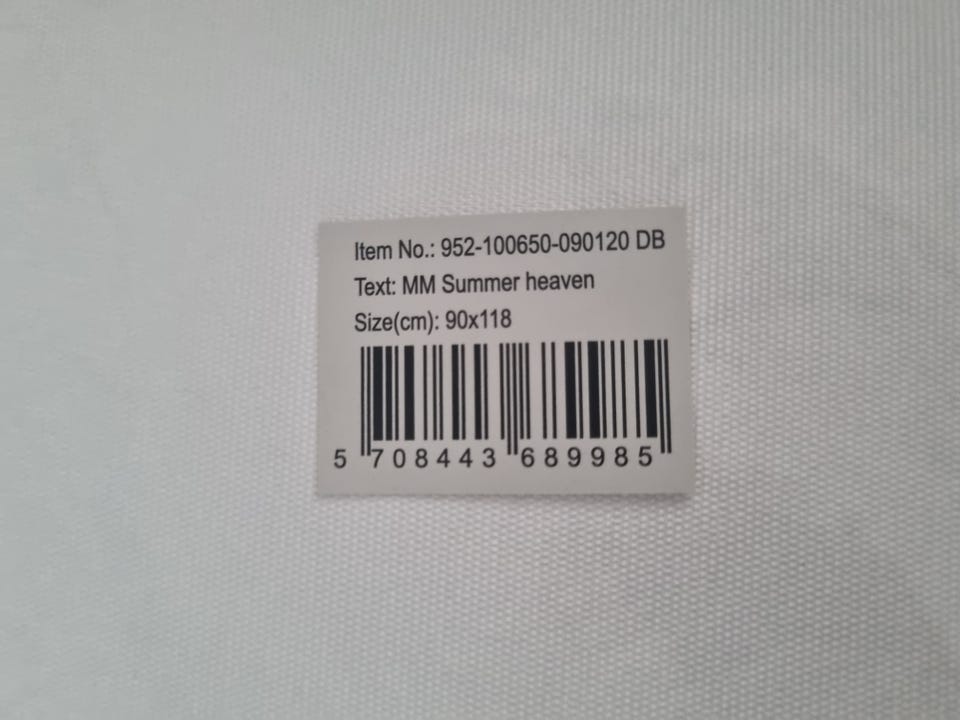 Item No.: 952-100650-090120 DB
Text: MM Summer heaven
Size(cm): 90x118
5 708443 689985